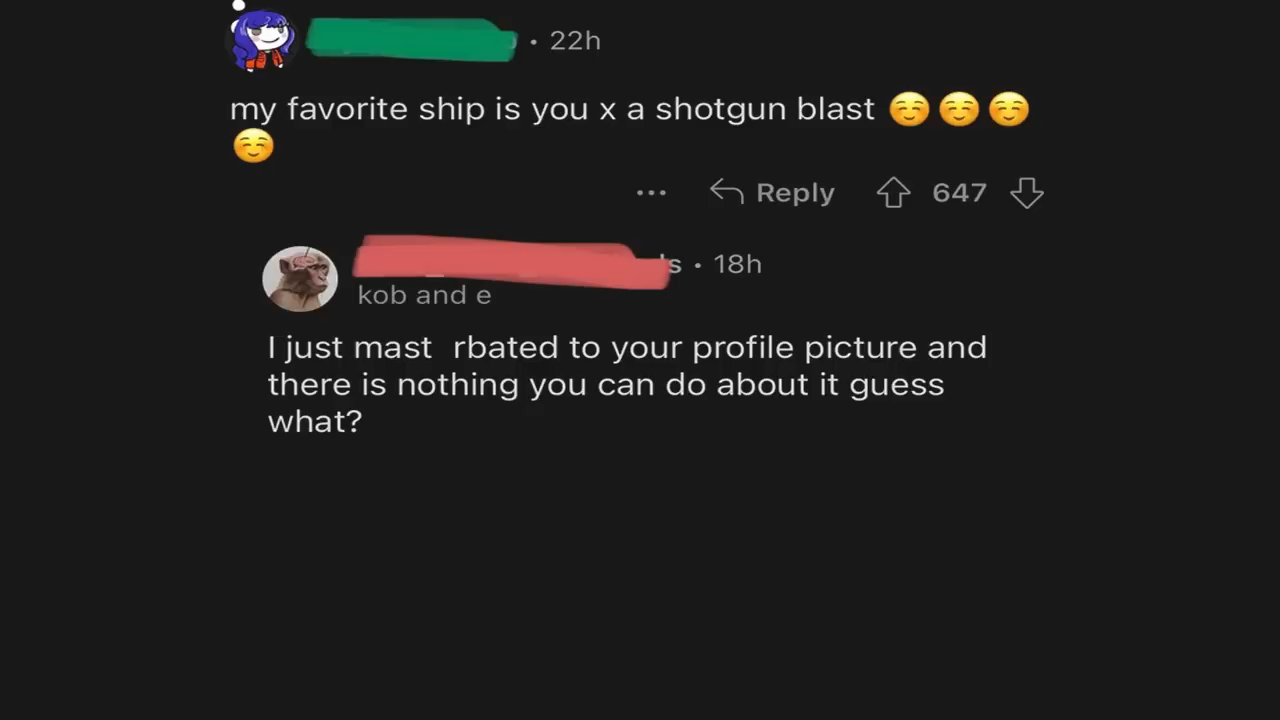 · 22h
my favorite ship is you x a shotgun blast ☺️☺️☺️
☺️
... Reply 647
s · 18h
kob and e
I just mast rbated to your profile picture and
there is nothing you can do about it guess
what?